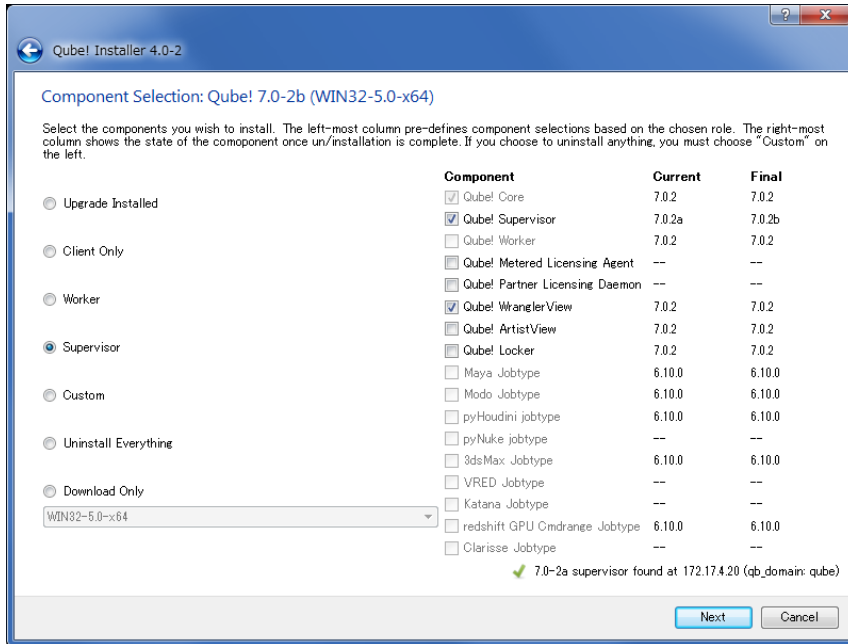 Qube! Installer 4.0-2
Component Selection: Qube! 7.0-2b (WIN32-5.0-x64)
Select the components you wish to install. The left-most column pre-defines component selections based on the chosen role. The right-most
column shows the state of the component once un/installation is complete. If you choose to uninstall anything, you must choose "Custom" on
the left.
Upgrade Installed
Client Only
Worker
Supervisor
Custom
Uninstall Everything
Download Only
WIN32-5.0-x64
Component Current Final
Qube! Core 7.0.2 7.0.2
Qube! Supervisor 7.0.2a 7.0.2b
Qube! Worker 7.0.2 7.0.2
Qube! Metered Licensing Agent -- --
Qube! Partner Licensing Daemon -- --
Qube! WranglerView 7.0.2 7.0.2
Qube! ArtistView 7.0.2 7.0.2
Qube! Locker 7.0.2 7.0.2
Maya Jobtype 6.10.0 6.10.0
Modo Jobtype 6.10.0 6.10.0
pyHoudini jobtype 6.10.0 6.10.0
pyNuke jobtype -- --
3dsMax Jobtype 6.10.0 6.10.0
VRED Jobtype -- --
Katana Jobtype -- --
redshift GPU Cmdrange Jobtype 6.10.0 6.10.0
Clarisse Jobtype -- --
7.0-2a supervisor found at 172.17.4.20 (qb_domain: qube)
Next Cancel